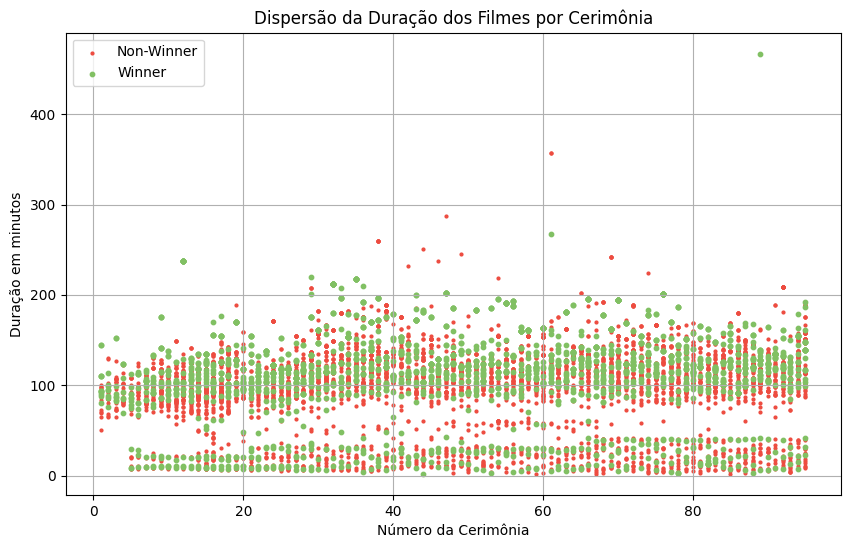 Dispersão da Duração dos Filmes por Cerimônia
Non-Winner
Winner
Duração em minutos
400
300
200
100
0
0 20 40 60 80
Número da Cerimônia